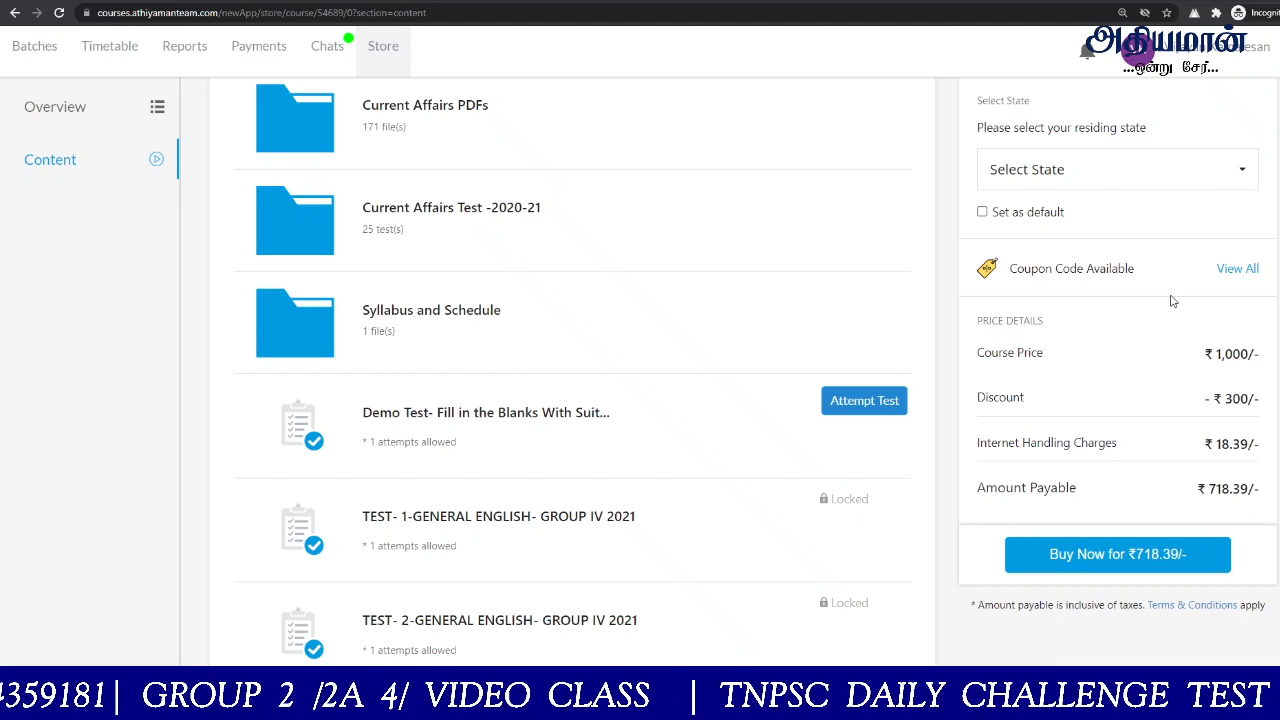 courses.athiyamanteam.com/newApp/store/course/54689/0?section=content
Incognit
Batches
Timetable
Reports
Payments
Chats
Store
அதியமான்
...ஒன்று சேர்...
Overview
Content
Current Affairs PDFs
171 file(s)
Current Affairs Test -2020-21
25 test(s)
Syllabus and Schedule
1 file(s)
Demo Test- Fill in the Blanks With Suit...
* 1 attempts allowed
Attempt Test
TEST- 1-GENERAL ENGLISH- GROUP IV 2021
* 1 attempts allowed
Locked
TEST- 2-GENERAL ENGLISH- GROUP IV 2021
* 1 attempts allowed
Locked
Select State
Please select your residing state
Select State
Set as default
Coupon Code Available
View All
PRICE DETAILS
Course Price ₹ 1,000/-
Discount - ₹ 300/-
Internet Handling Charges ₹ 18.39/-
Amount Payable ₹ 718.39/-
Buy Now for ₹718.39/-
* Amount payable is inclusive of taxes. Terms & Conditions apply
4359181| GROUP 2 /2A 4/ VIDEO CLASS | TNPSC DAILY CHALLENGE TEST